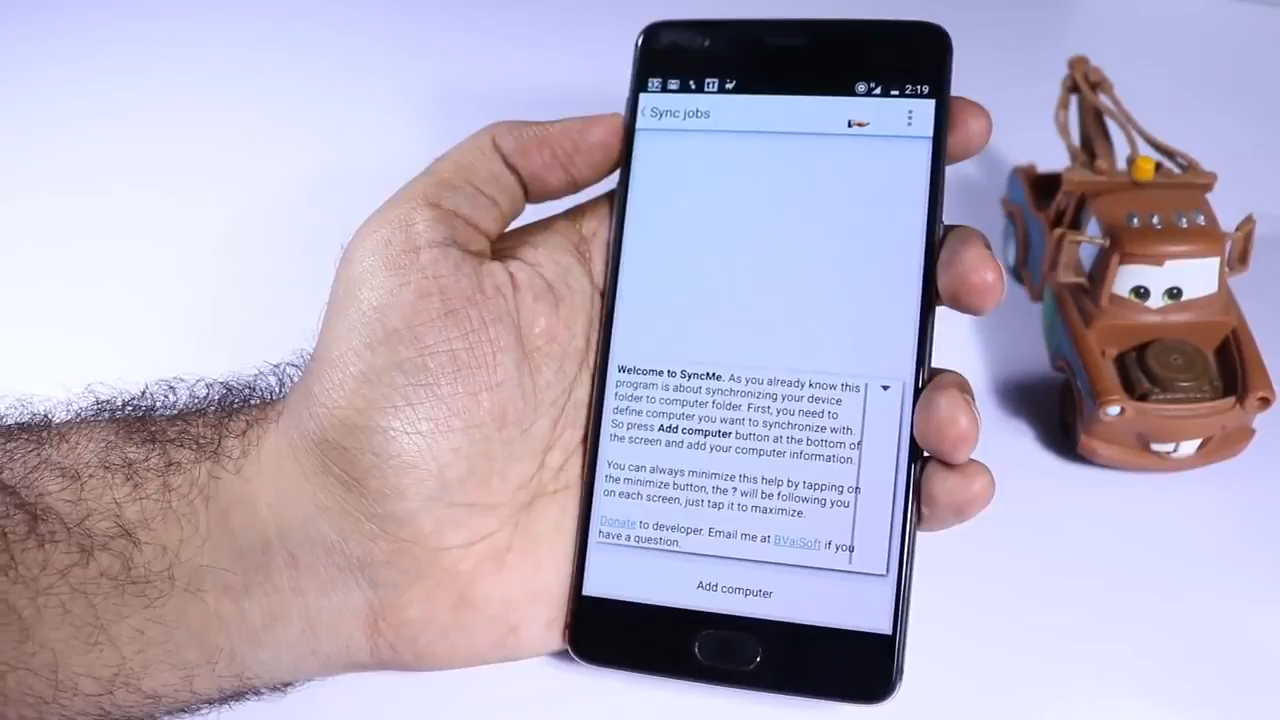 2:19
Sync jobs
Welcome to SyncMe. As you already know this
program is about synchronizing your device
folder to computer folder. First, you need to
define computer you want to synchronize with.
So press Add computer button at the bottom of
the screen and add your computer information.
You can always minimize this help by tapping on
the minimize button, the ? will be following you
on each screen, just tap it to maximize.
Donate to developer. Email me at BVaiSoft if you
have a question.
Add computer